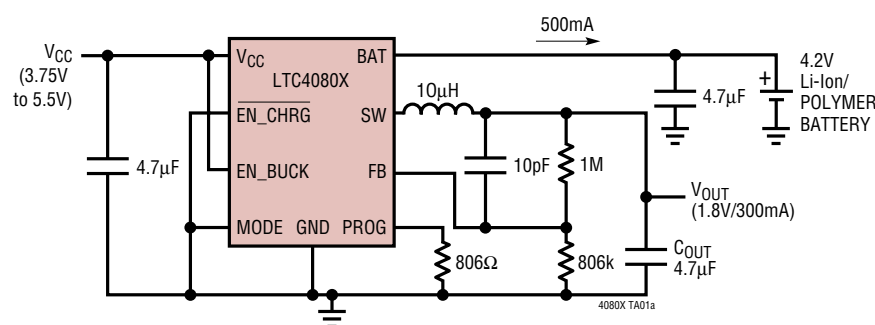 500mA
VCC
(3.75V
to 5.5V)
VCC
BAT
LTC4080X
EN_CHRG
SW
EN_BUCK
FB
MODE
GND
PROG
10µH
4.7µF
10pF
1M
4.7µF
4.2V
Li-Ion/
POLYMER
BATTERY
+
VOUT
(1.8V/300mA)
806Ω
806k
COUT
4.7µF
4080X TA01a